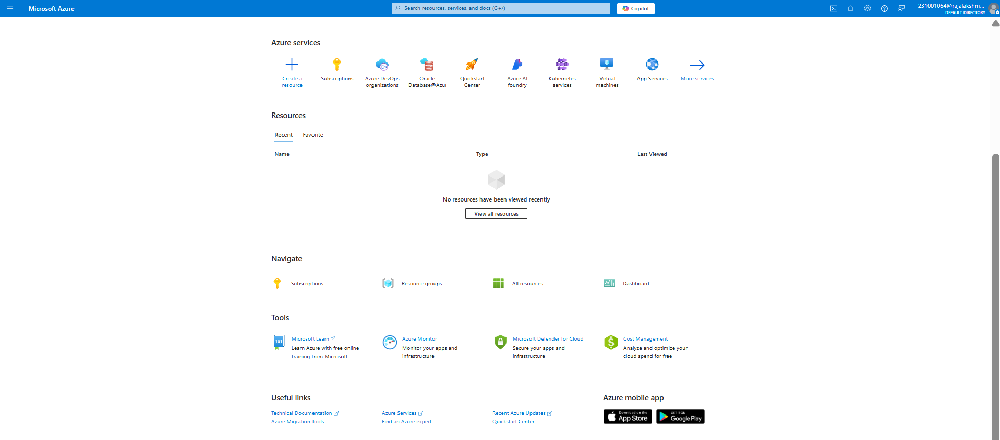 Microsoft Azure
Search resources, services, and docs (G+/)
Copilot
231001054@rajalakshm...
DEFAULT DIRECTORY
Azure services
Create a
resource
Subscriptions
Azure DevOps
organizations
Oracle
Database@Azur
Quickstart
Center
Azure AI
foundry
Kubernetes
services
Virtual
machines
App Services
More services
Resources
Recent
Favorite
Name
Type
Last Viewed
No resources have been viewed recently
View all resources
Navigate
Subscriptions
Resource groups
All resources
Dashboard
Tools
101
Microsoft Learn
Learn Azure with free online
training from Microsoft
Azure Monitor
Monitor your apps and
infrastructure
Microsoft Defender for Cloud
Secure your apps and
infrastructure
$
Cost Management
Analyze and optimize your
cloud spend for free
Useful links
Technical Documentation
Azure Services
Recent Azure Updates
Azure Migration Tools
Find an Azure expert
Quickstart Center
Azure mobile app
Download on the
App Store
GET IT ON
Google Play